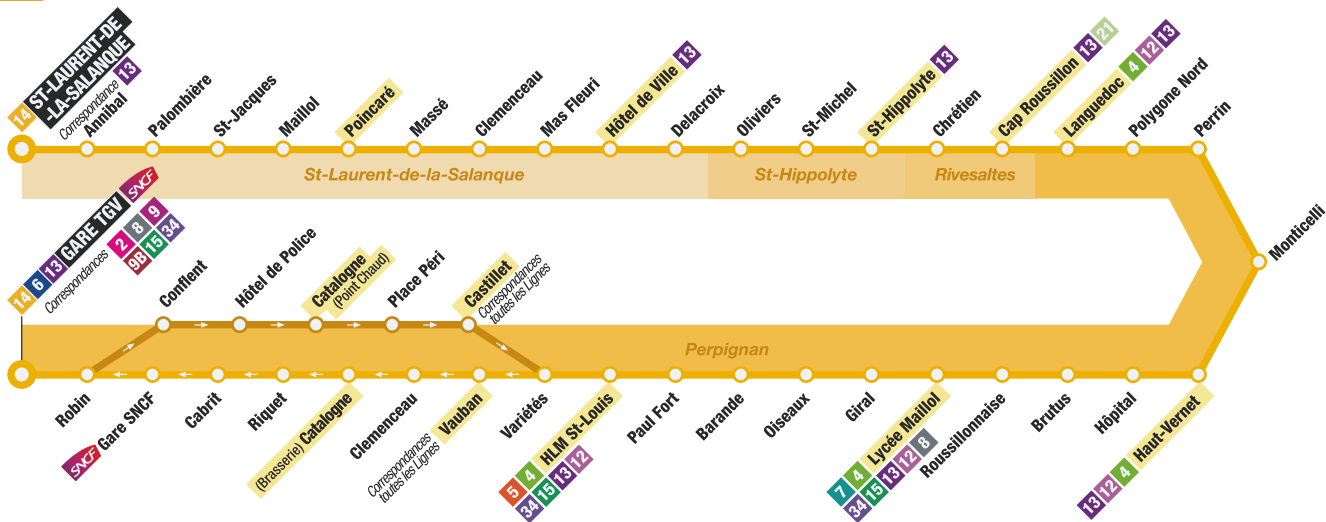 14 ST-LAURENT-DE
-LA-SALANQUE
Correspondance 13
Annibal
Palombière
St-Jacques
Maillol
Poincaré
Massé
Clemenceau
Mas Fleuri
Hôtel de Ville 13
Delacroix
Oliviers
St-Michel
St-Hippolyte 13
Chrétien
Cap Roussillon 13 21
Languedoc 4 12 13
Polygone Nord
Perrin
St-Laurent-de-la-Salanque
St-Hippolyte
Rivesaltes
Monticelli
14 6 13 GARE TGV SNCF
Correspondances 2 8 9
9B 15 34
Conflent
Hôtel de Police
Catalogne
(Point Chaud)
Place Péri
Castillet
Correspondances
toutes les Lignes
Perpignan
Robin
SNCF Gare SNCF
Cabrit
Riquet
(Brasserie) Catalogne
Clemenceau
Correspondances
toutes les Lignes
Vauban
Variétés
HLM St-Louis
5 4
34 15 13 12
Paul Fort
Barande
Oiseaux
Giral
Lycée Maillol
7 4
34 15 13 12 8
Roussillonnaise
Brutus
Hôpital
Haut-Vernet
13 12 4